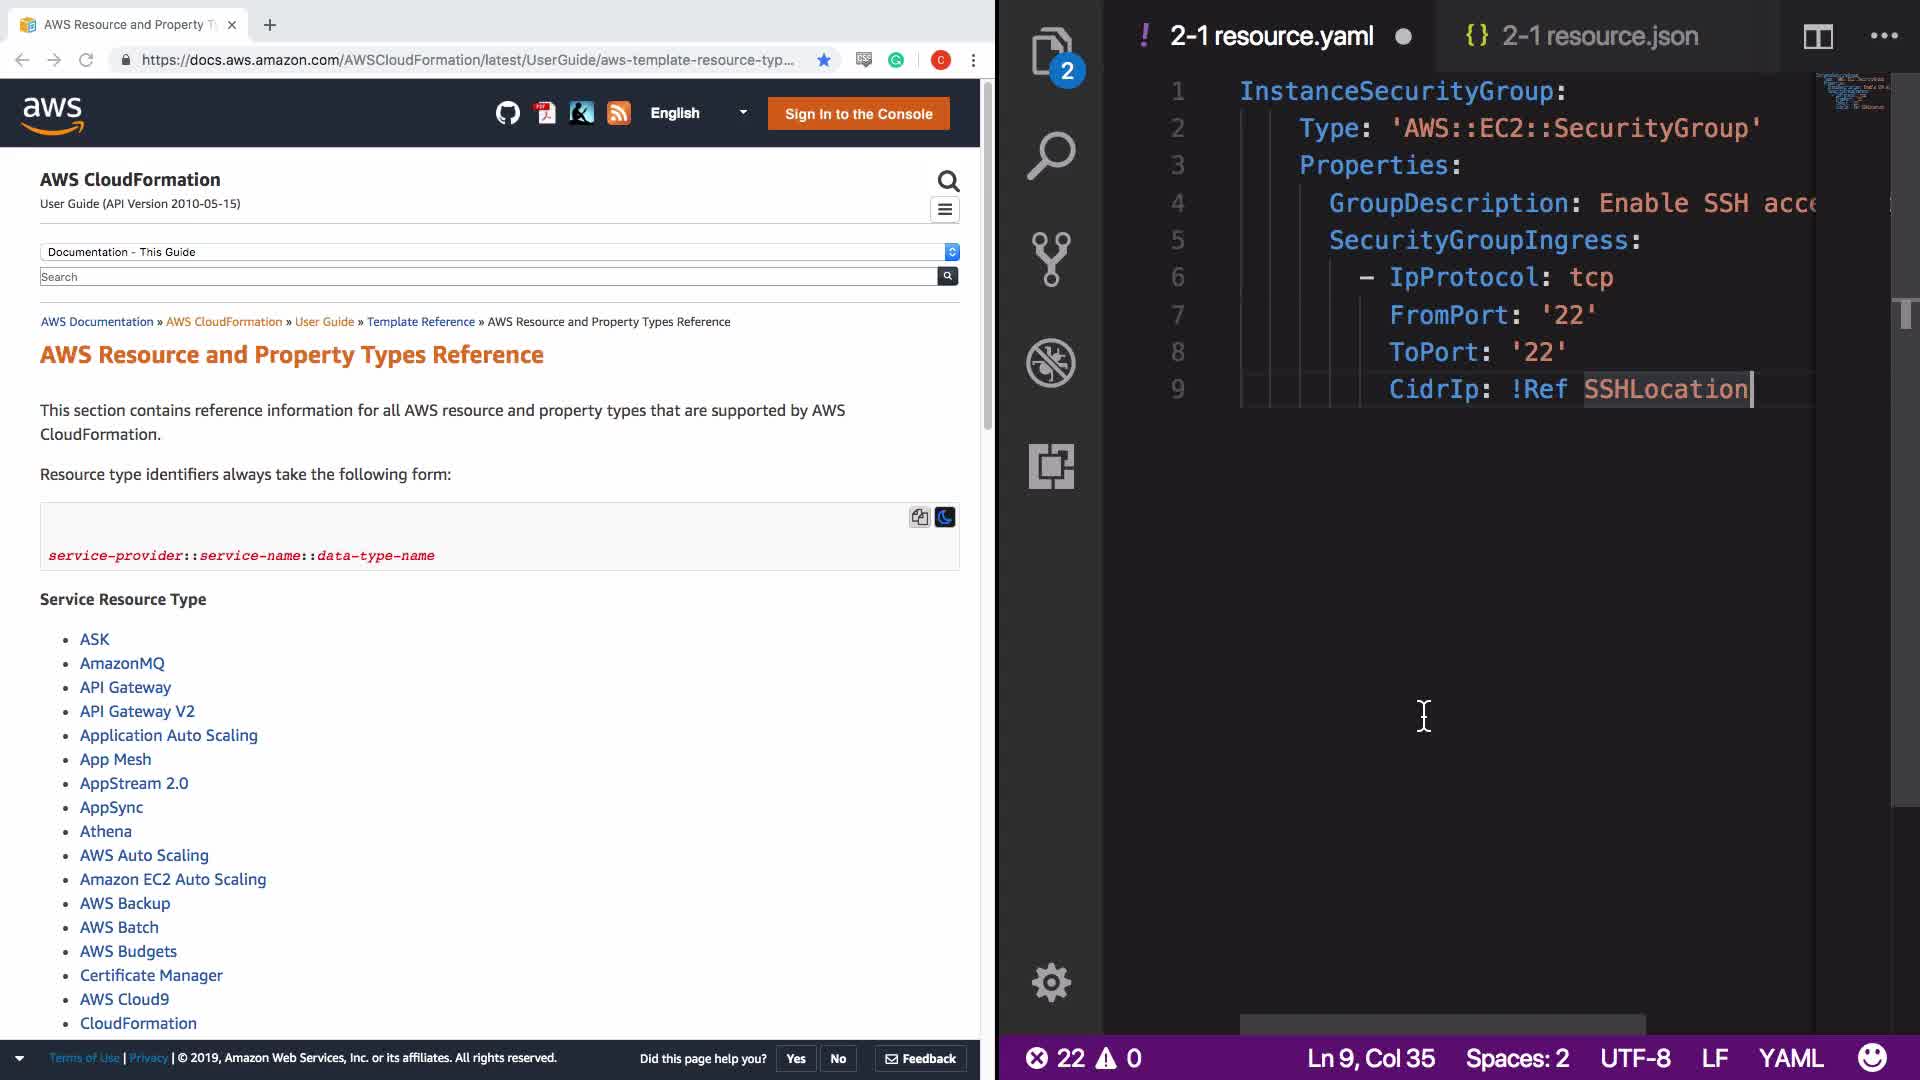 AWS Resource and Property T
https://docs.aws.amazon.com/AWSCloudFormation/latest/UserGuide/aws-template-resource-typ...
C
aws
English
Sign In to the Console
AWS CloudFormation
User Guide (API Version 2010-05-15)
Documentation - This Guide
Search
AWS Documentation » AWS CloudFormation » User Guide » Template Reference » AWS Resource and Property Types Reference
AWS Resource and Property Types Reference
This section contains reference information for all AWS resource and property types that are supported by AWS
CloudFormation.
Resource type identifiers always take the following form:
service-provider::service-name::data-type-name
Service Resource Type
• ASK
• AmazonMQ
• API Gateway
• API Gateway V2
• Application Auto Scaling
• App Mesh
• AppStream 2.0
• AppSync
• Athena
• AWS Auto Scaling
• Amazon EC2 Auto Scaling
• AWS Backup
• AWS Batch
• AWS Budgets
• Certificate Manager
• AWS Cloud9
• CloudFormation
Terms of Use | Privacy | © 2019, Amazon Web Services, Inc. or its affiliates. All rights reserved.
Did this page help you? Yes No Feedback
2
! 2-1 resource.yaml
{} 2-1 resource.json
1 InstanceSecurityGroup:
2 Type: 'AWS::EC2::SecurityGroup'
3 Properties:
4 GroupDescription: Enable SSH acce
5 SecurityGroupIngress:
6 - IpProtocol: tcp
7 FromPort: '22'
8 ToPort: '22'
9 CidrIp: !Ref SSHLocation
22 0
Ln 9, Col 35 Spaces: 2 UTF-8 LF YAML